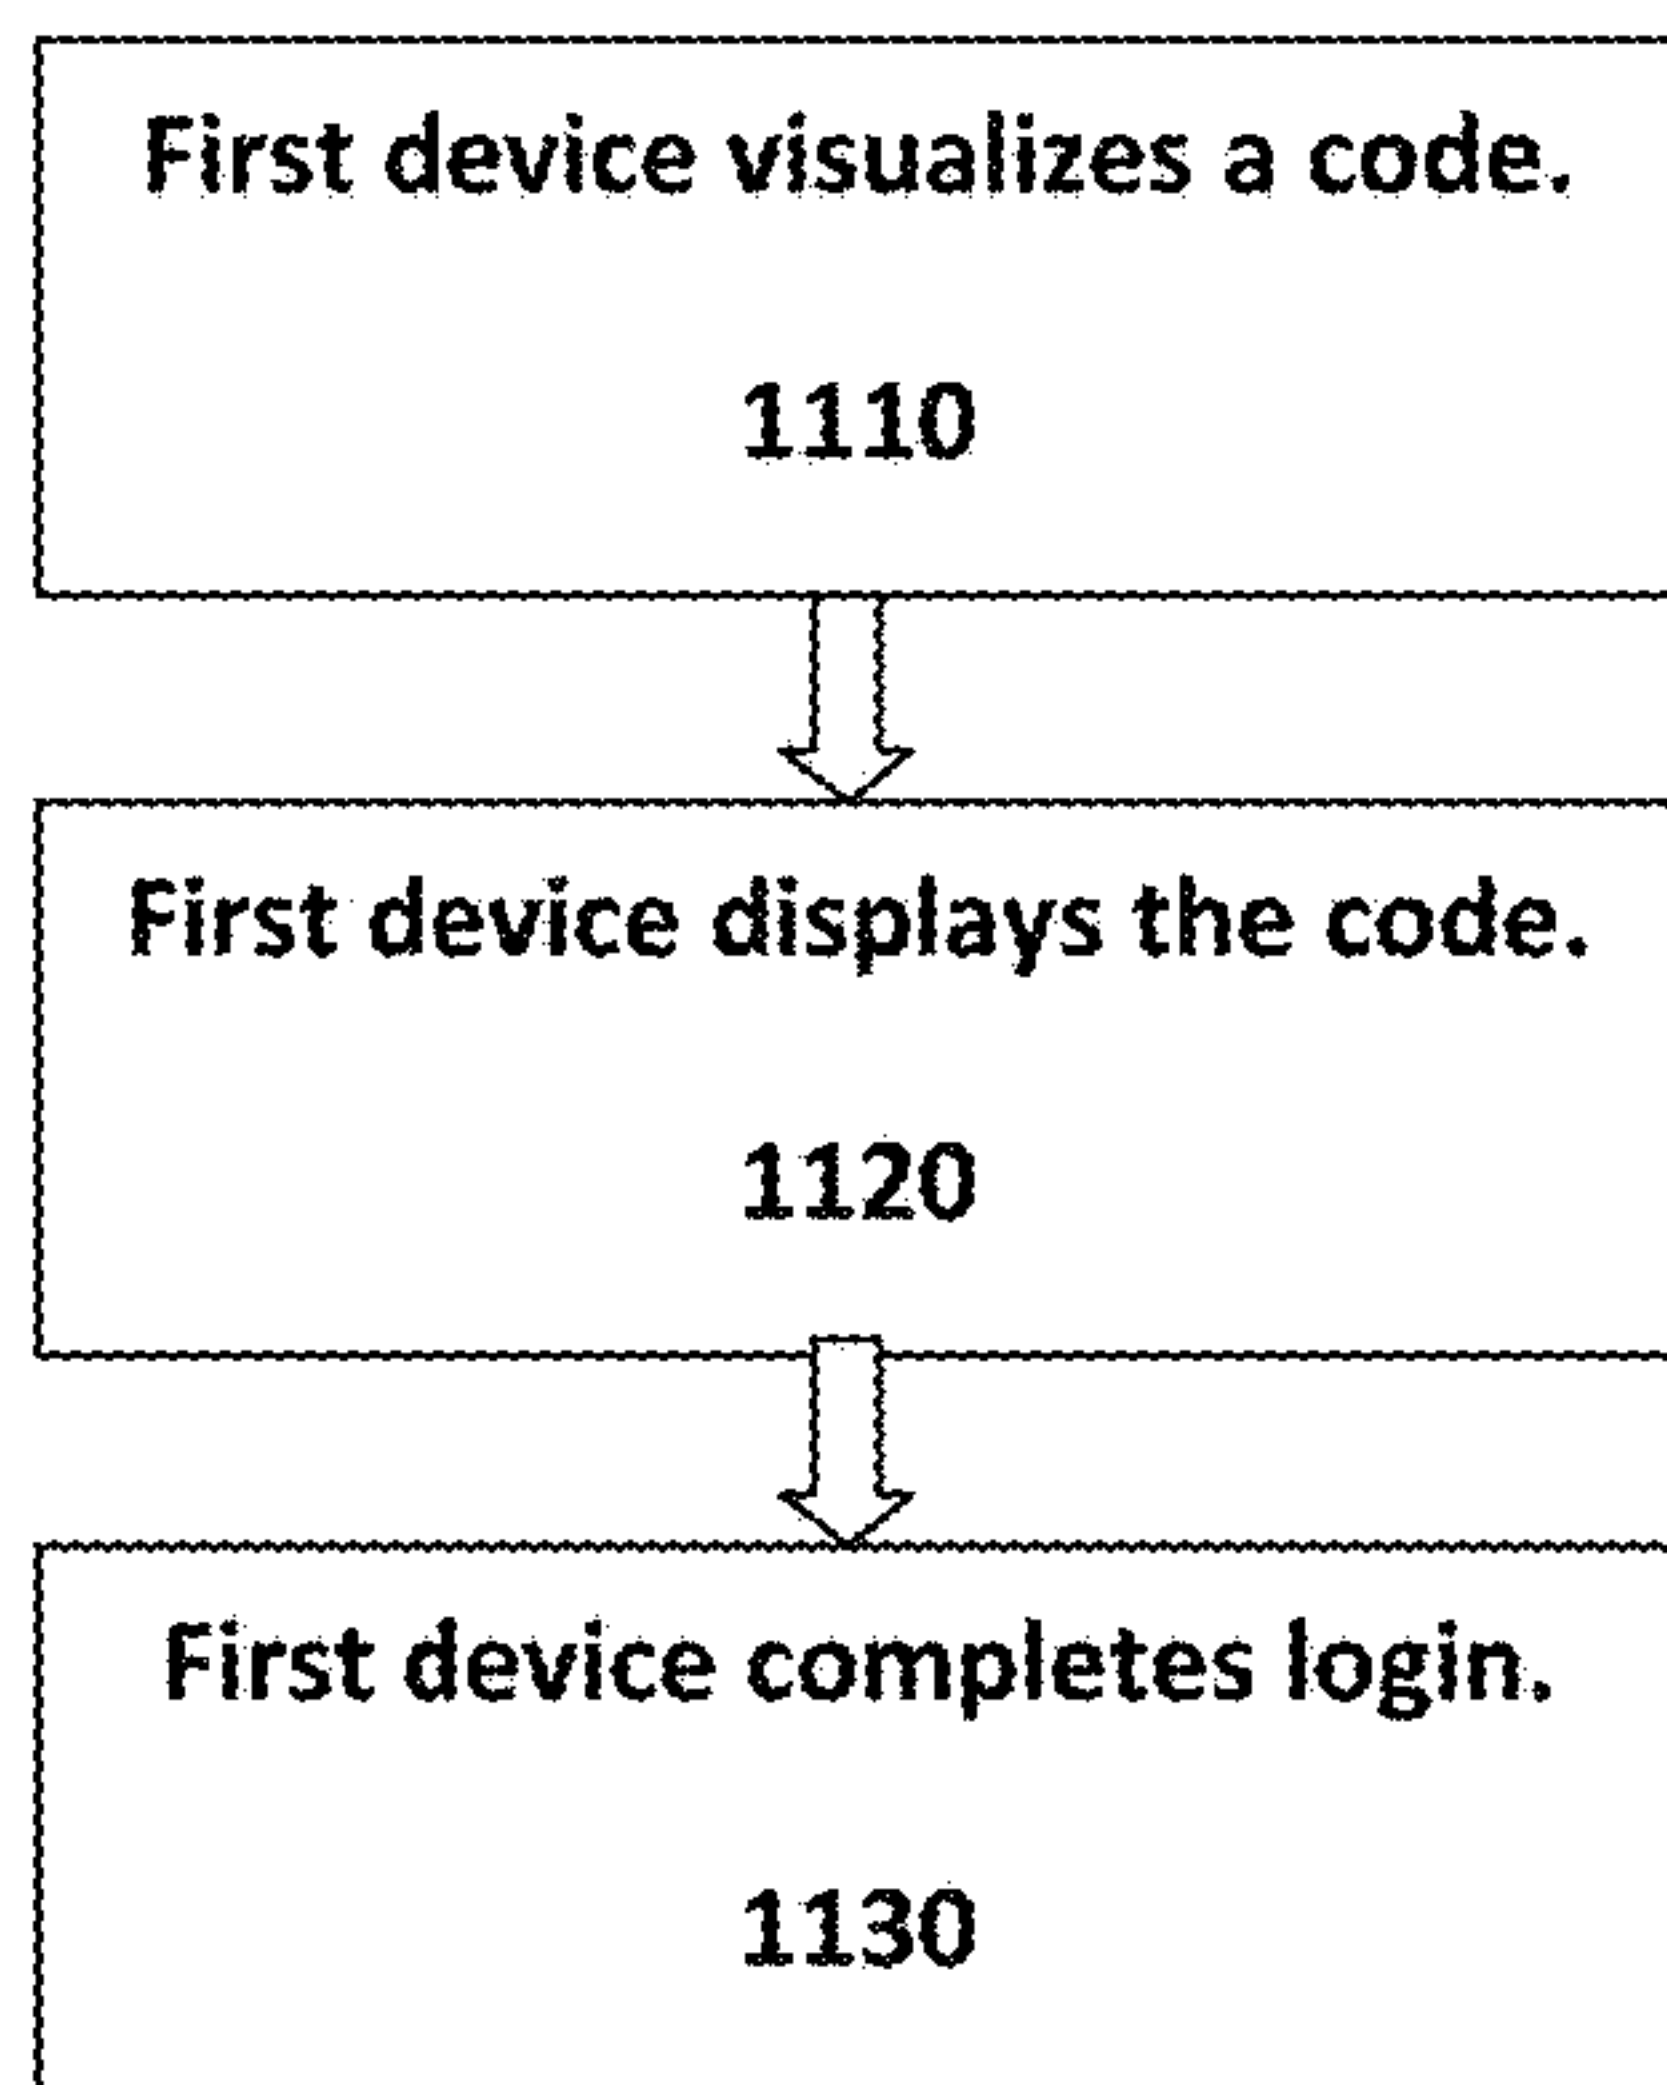 First device visualizes a code.
1110
First device displays the code.
1120
First device completes login.
1130